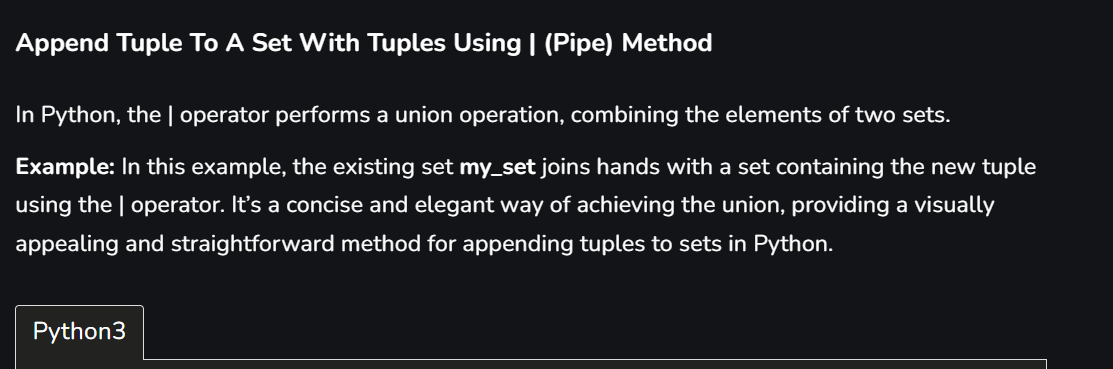 Append Tuple To A Set With Tuples Using | (Pipe) Method
In Python, the | operator performs a union operation, combining the elements of two sets.
Example: In this example, the existing set my_set joins hands with a set containing the new tuple
using the | operator. It’s a concise and elegant way of achieving the union, providing a visually
appealing and straightforward method for appending tuples to sets in Python.
Python3